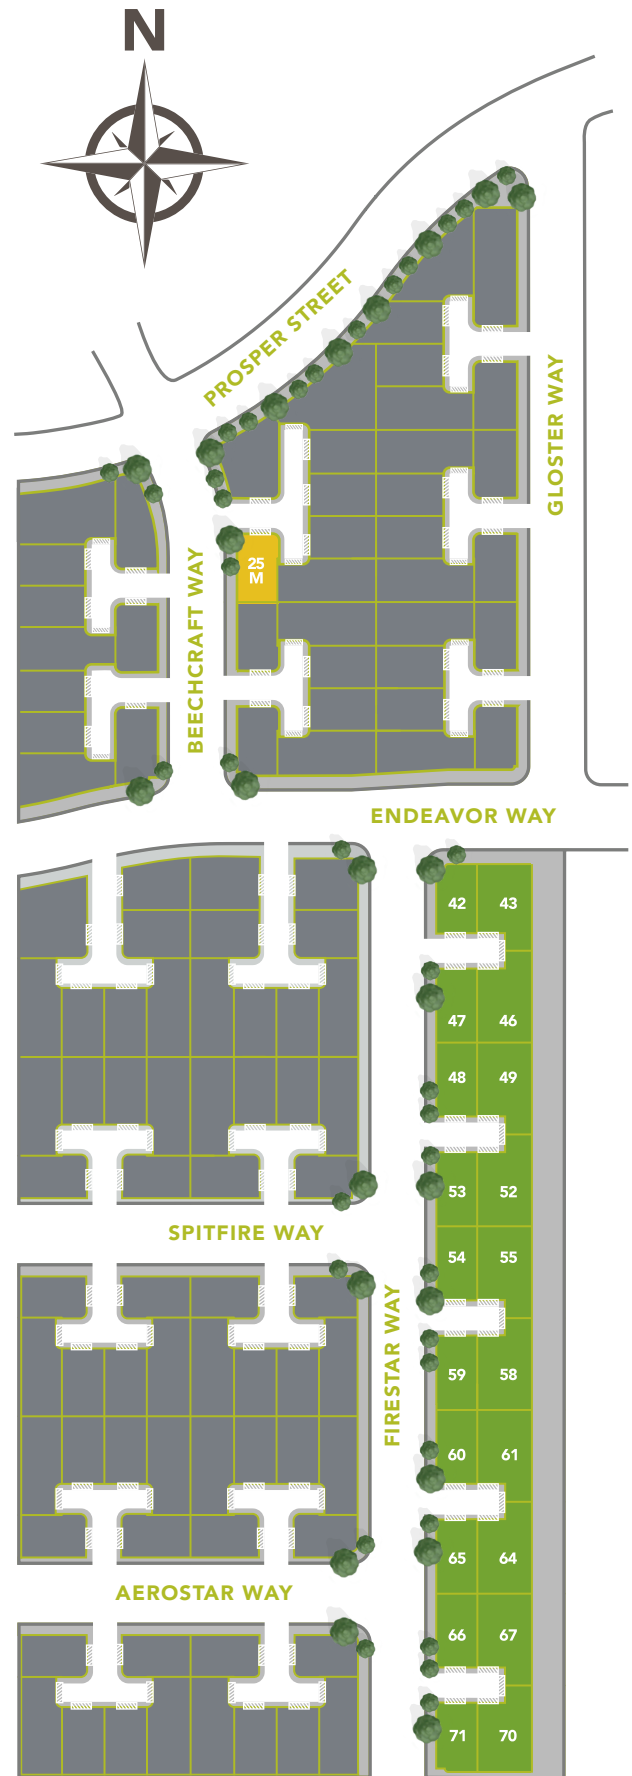 N
PROSPER STREET
GLOSTER WAY
25
M
BEECHCRAFT WAY
ENDEAVOR WAY
42 43
47 46
48 49
53 52
SPITFIRE WAY
54 55
FIRESTAR WAY
59 58
60 61
65 64
AEROSTAR WAY
66 67
71 70